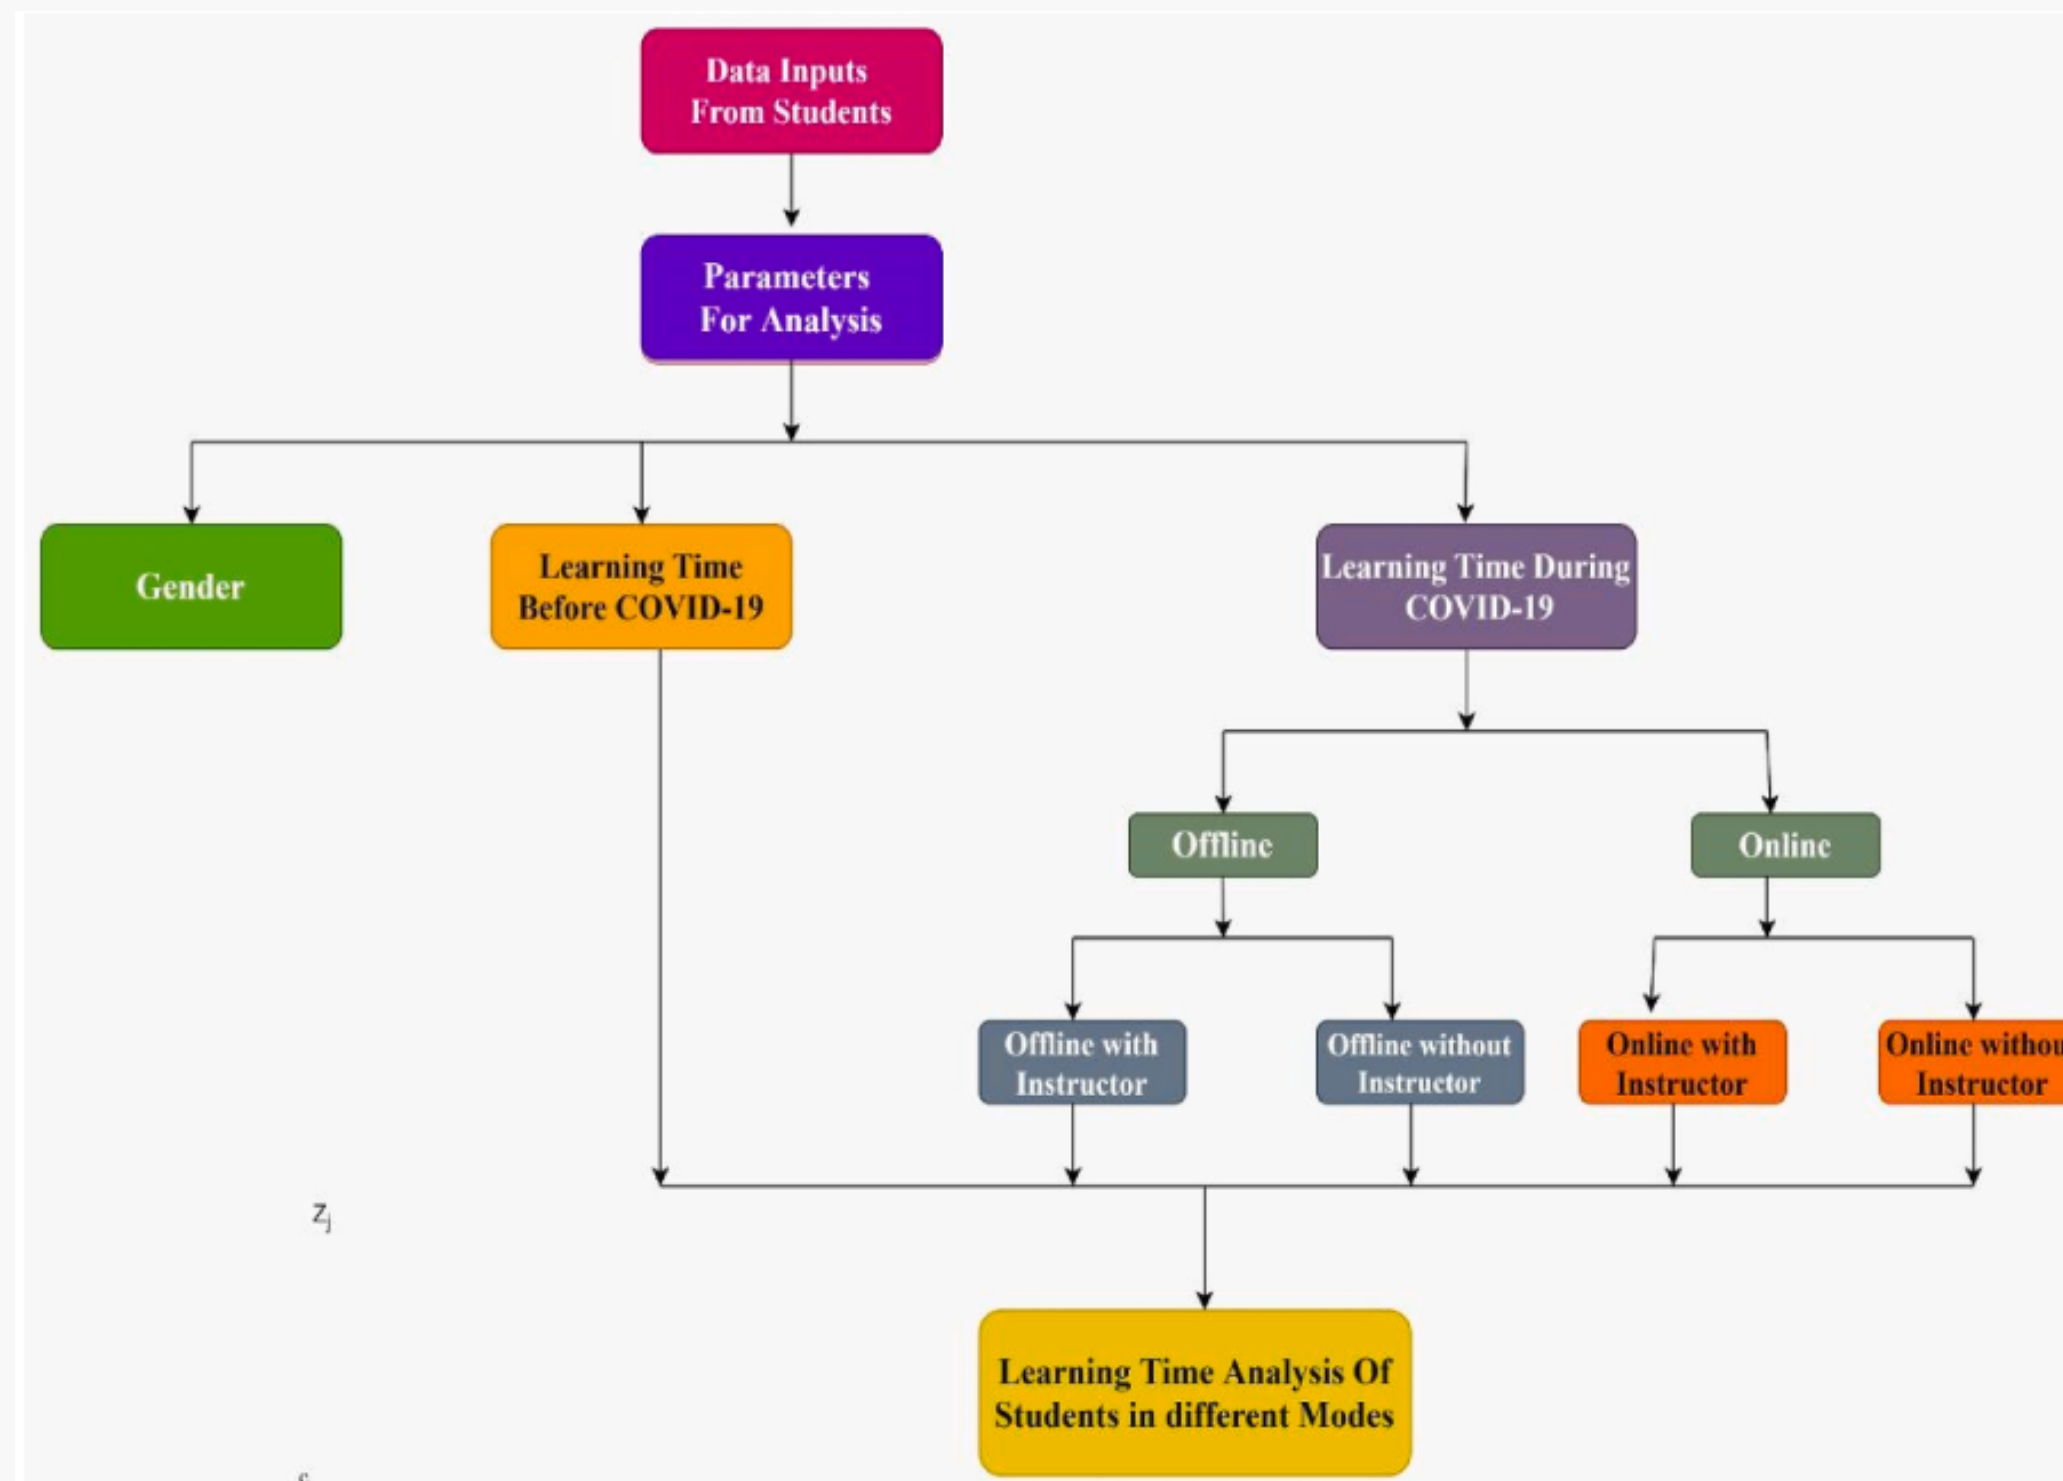 Data Inputs
From Students
Parameters
For Analysis
Gender
Learning Time
Before COVID-19
Learning Time During
COVID-19
Offline
Online
Offline with
Instructor
Offline without
Instructor
Online with
Instructor
Online withou
Instructor
Zj
Learning Time Analysis Of
Students in different Modes